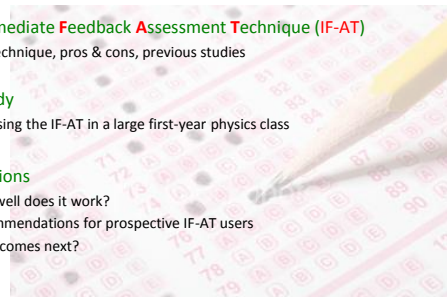 mediate Feedback Assessment Technique (IF-AT)
echnique, pros & cons, previous studies
dy
sing the IF-AT in a large first-year physics class
ions
well does it work?
mmendations for prospective IF-AT users
comes next?